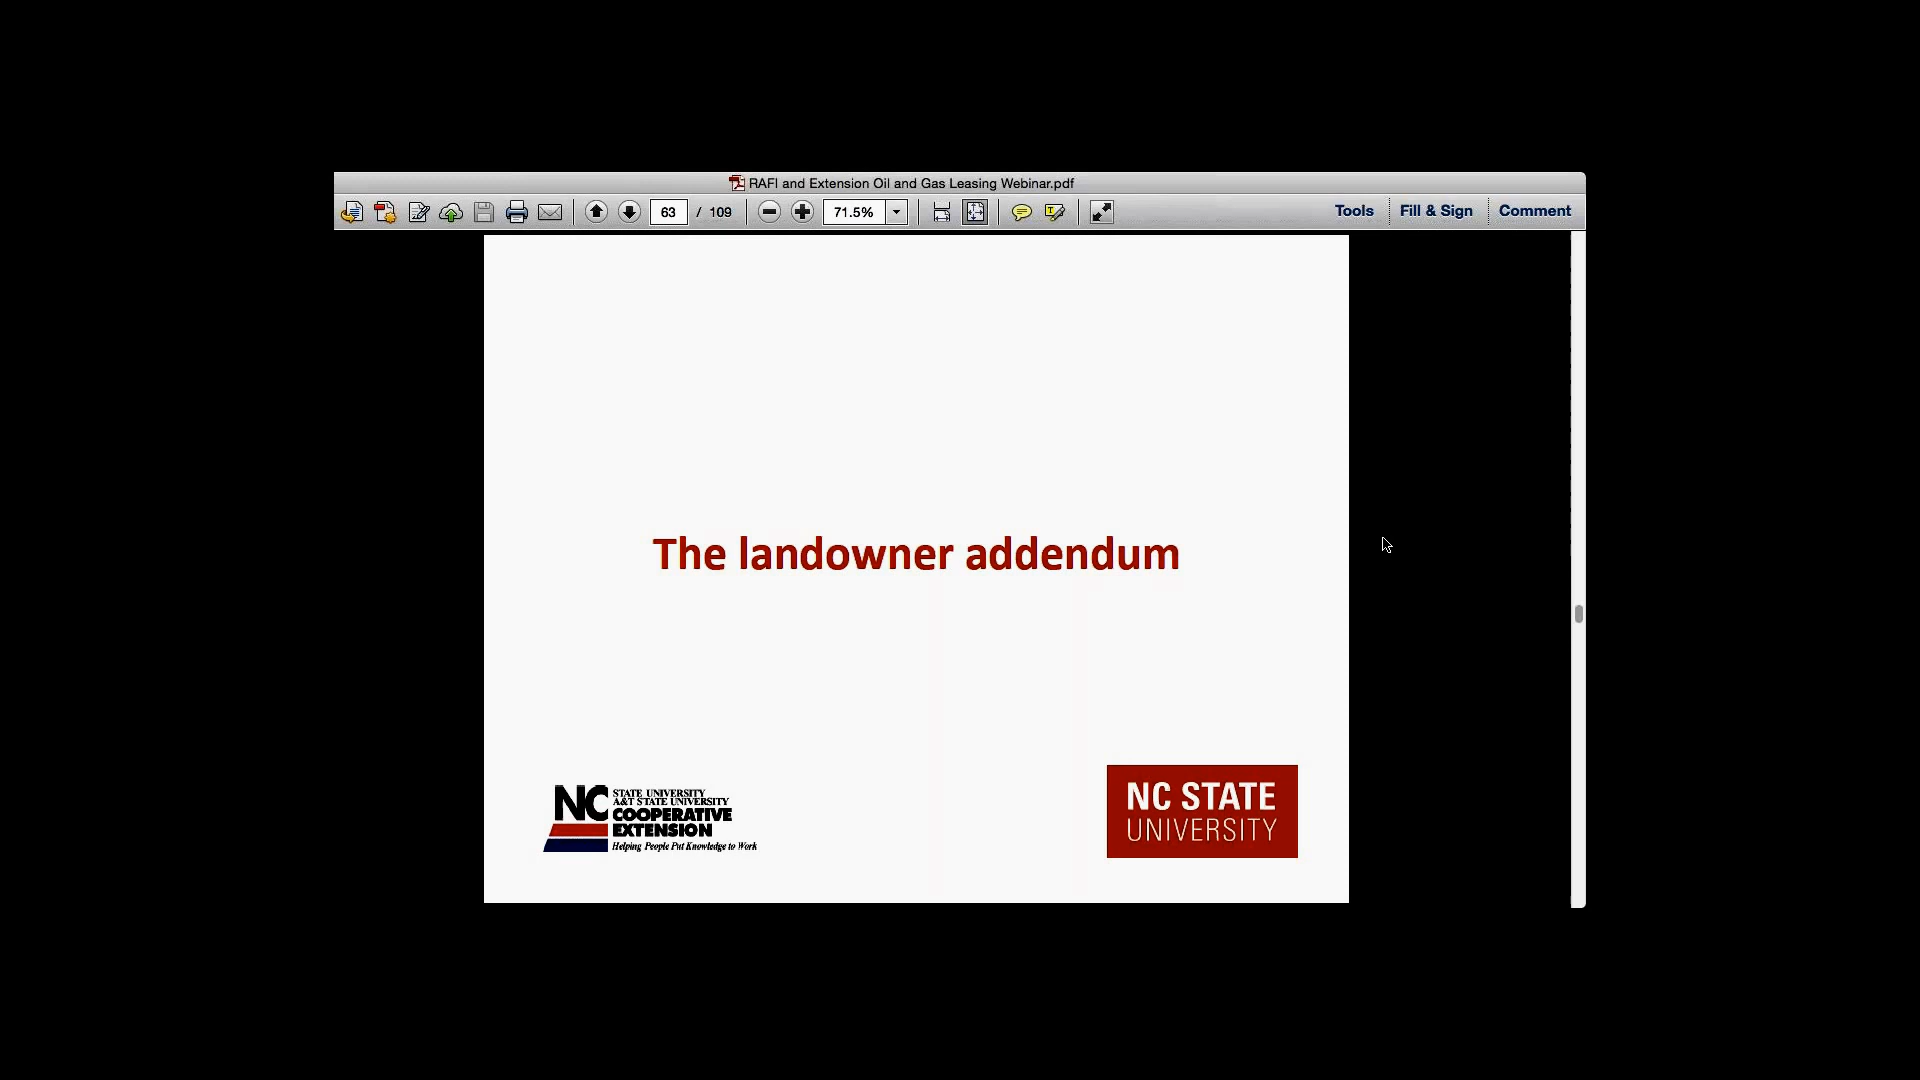 RAFI and Extension Oil and Gas Leasing Webinar.pdf
63 / 109 71.5% Tools Fill & Sign Comment
The landowner addendum
NC STATE UNIVERSITY
A&T STATE UNIVERSITY
COOPERATIVE
EXTENSION
Helping People Put Knowledge to Work
NC STATE
UNIVERSITY